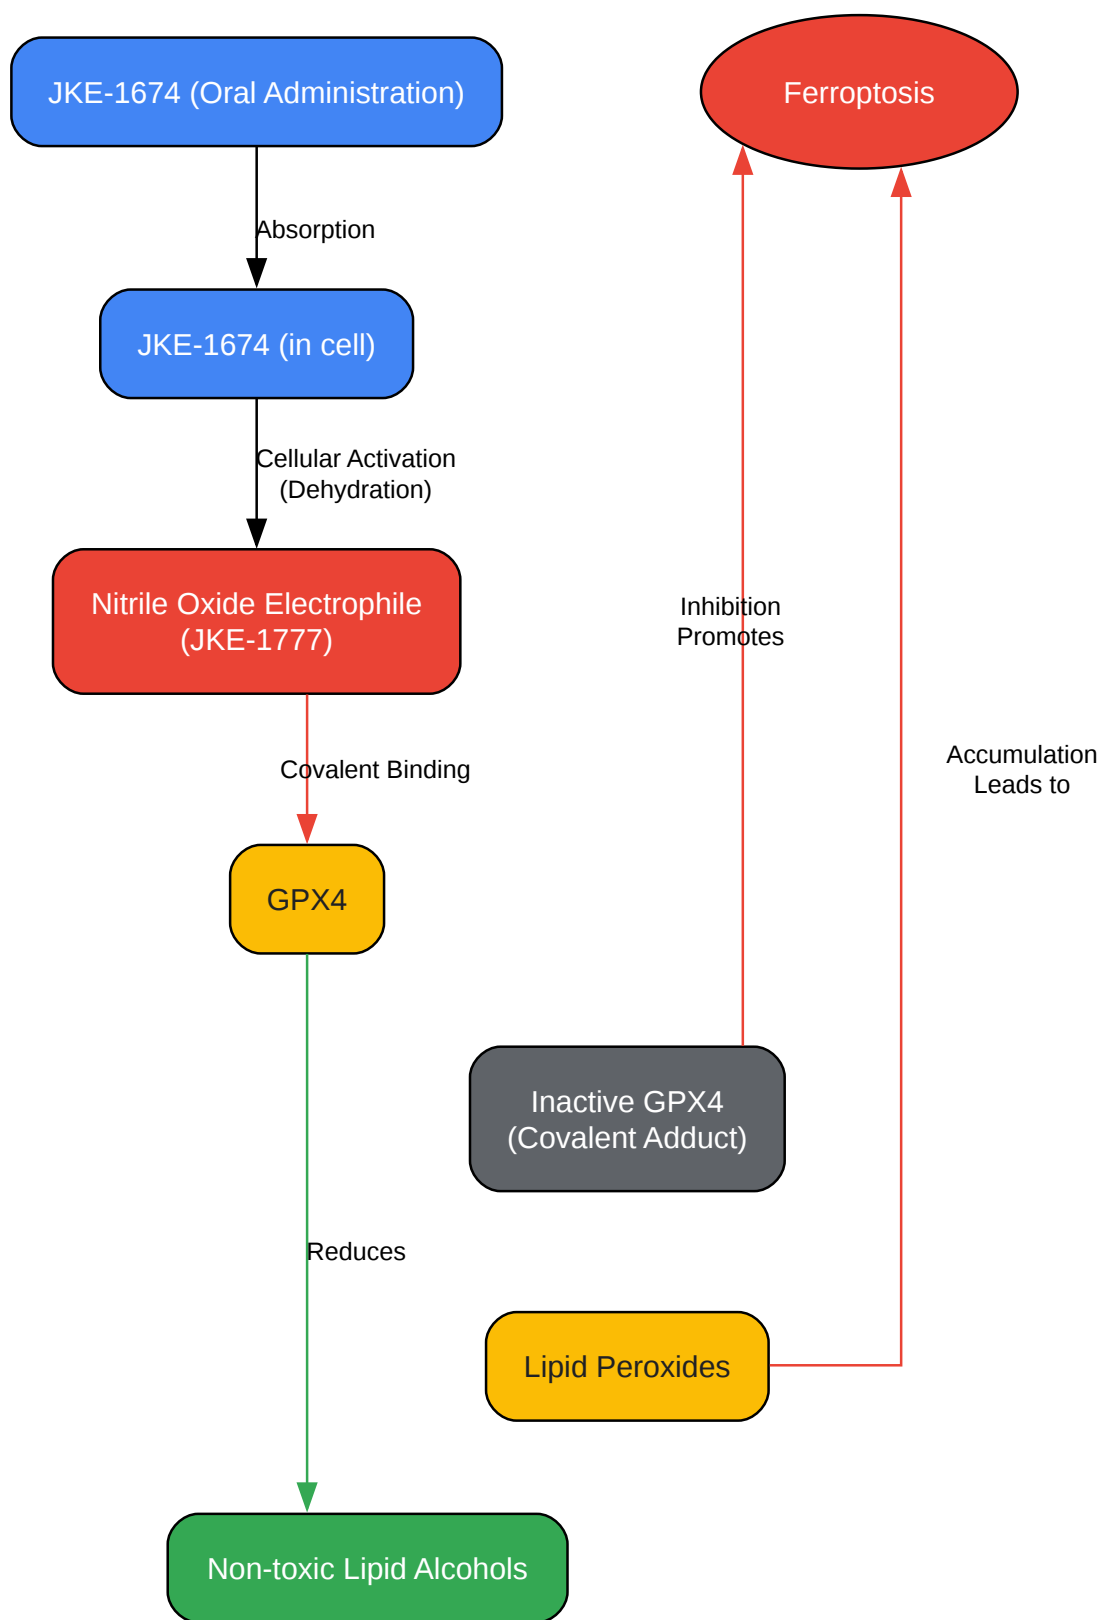 JKE-1674 (Oral Administration)
Ferroptosis
Absorption
JKE-1674 (in cell)
Cellular Activation
(Dehydration)
Nitrile Oxide Electrophile
(JKE-1777)
Inhibition
Promotes
Covalent Binding
Accumulation
Leads to
GPX4
Inactive GPX4
(Covalent Adduct)
Reduces
Lipid Peroxides
Non-toxic Lipid Alcohols